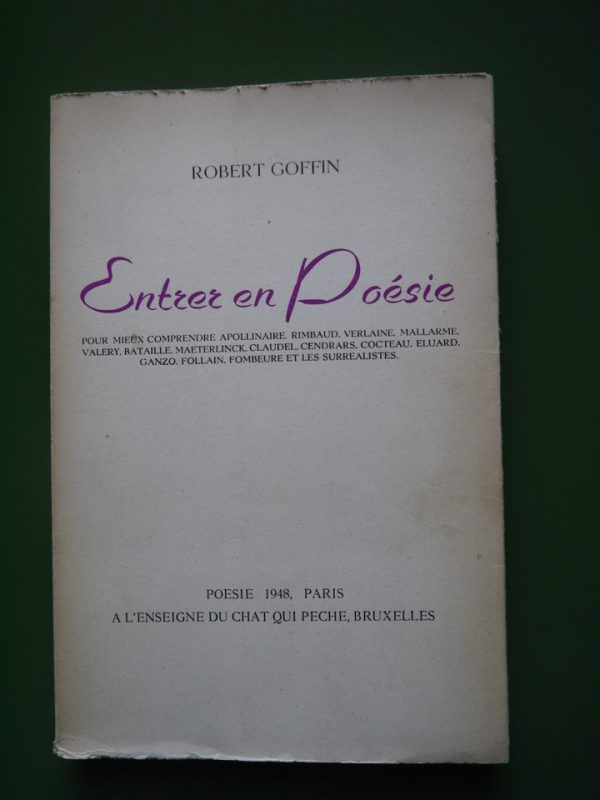 ROBERT GOFFIN
Entrer en Poésie
POUR MIEUX COMPRENDRE APOLLINAIRE, RIMBAUD, VERLAINE, MALLARME,
VALERY, BATAILLE, MAETERLINCK, CLAUDEL, CENDRARS, COCTEAU, ELUARD,
GANZO, FOLLAIN, FOMBEURE ET LES SURREALISTES.
POESIE 1948, PARIS
A L'ENSEIGNE DU CHAT QUI PECHE, BRUXELLES